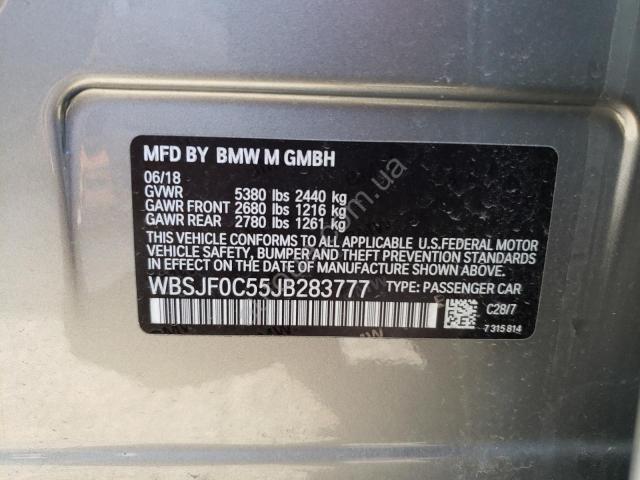 MFD BY BMW M GMBH
06/18
GVWR 5380 lbs 2440 kg
GAWR FRONT 2680 lbs 1216 kg
GAWR REAR 2780 lbs 1261 kg
THIS VEHICLE CONFORMS TO ALL APPLICABLE U.S.FEDERAL MOTOR
VEHICLE SAFETY, BUMPER AND THEFT PREVENTION STANDARDS
IN EFFECT ON THE DATE OF MANUFACTURE SHOWN ABOVE.
WBSJF0C55JB283777 TYPE: PASSENGER CAR
C28/7
7 315 814